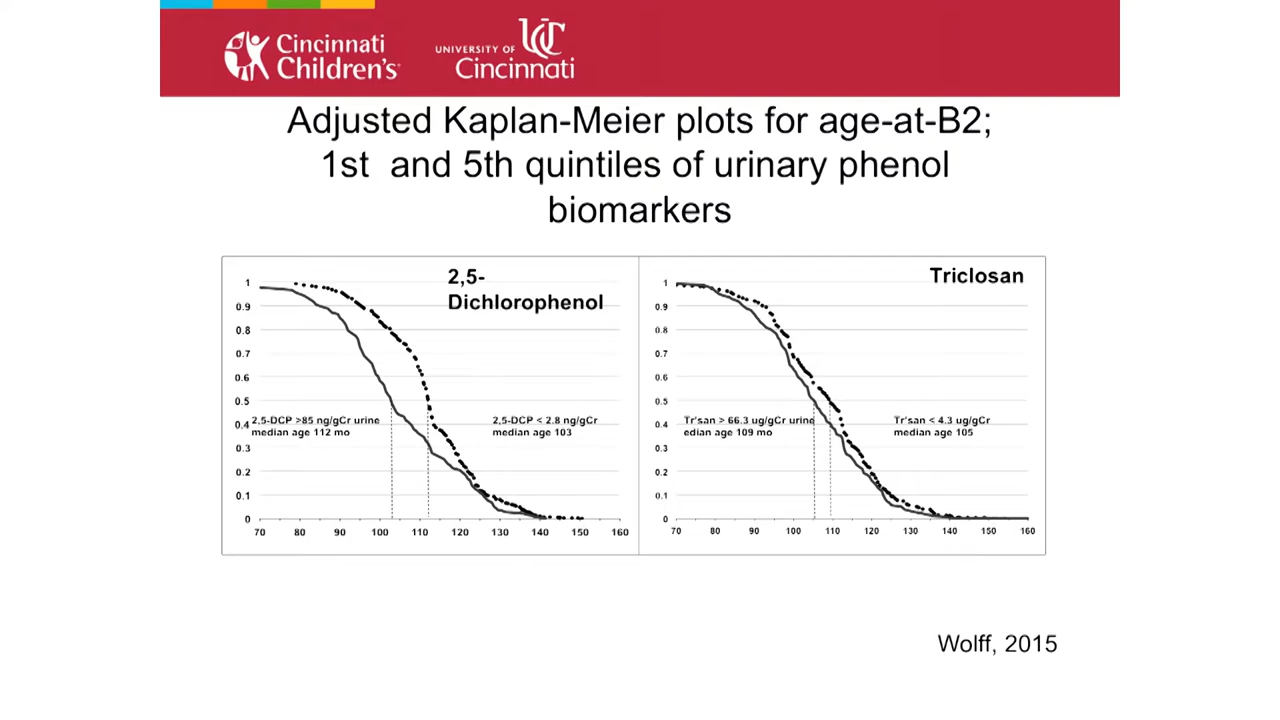 Cincinnati
Children's
UNIVERSITY OF UC
Cincinnati
Adjusted Kaplan-Meier plots for age-at-B2;
1st and 5th quintiles of urinary phenol
biomarkers
2,5-
Dichlorophenol
1
0.9
0.8
0.7
0.6
0.5
0.4
0.3
0.2
0.1
0
2,5-DCP >85 ng/gCr urine
median age 112 mo
2,5-DCP < 2.8 ng/gCr
median age 103
70 80 90 100 110 120 130 140 150 160
Triclosan
1
0.9
0.8
0.7
0.6
0.5
0.4
0.3
0.2
0.1
0
Tr'san > 66.3 ug/gCr urine
edian age 109 mo
Tr'san < 4.3 ug/gCr
median age 105
70 80 90 100 110 120 130 140 150 160
Wolff, 2015